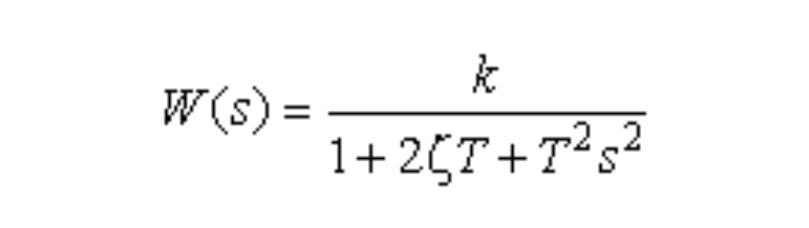 W(s) = k / (1 + 2ζT + T²s²)